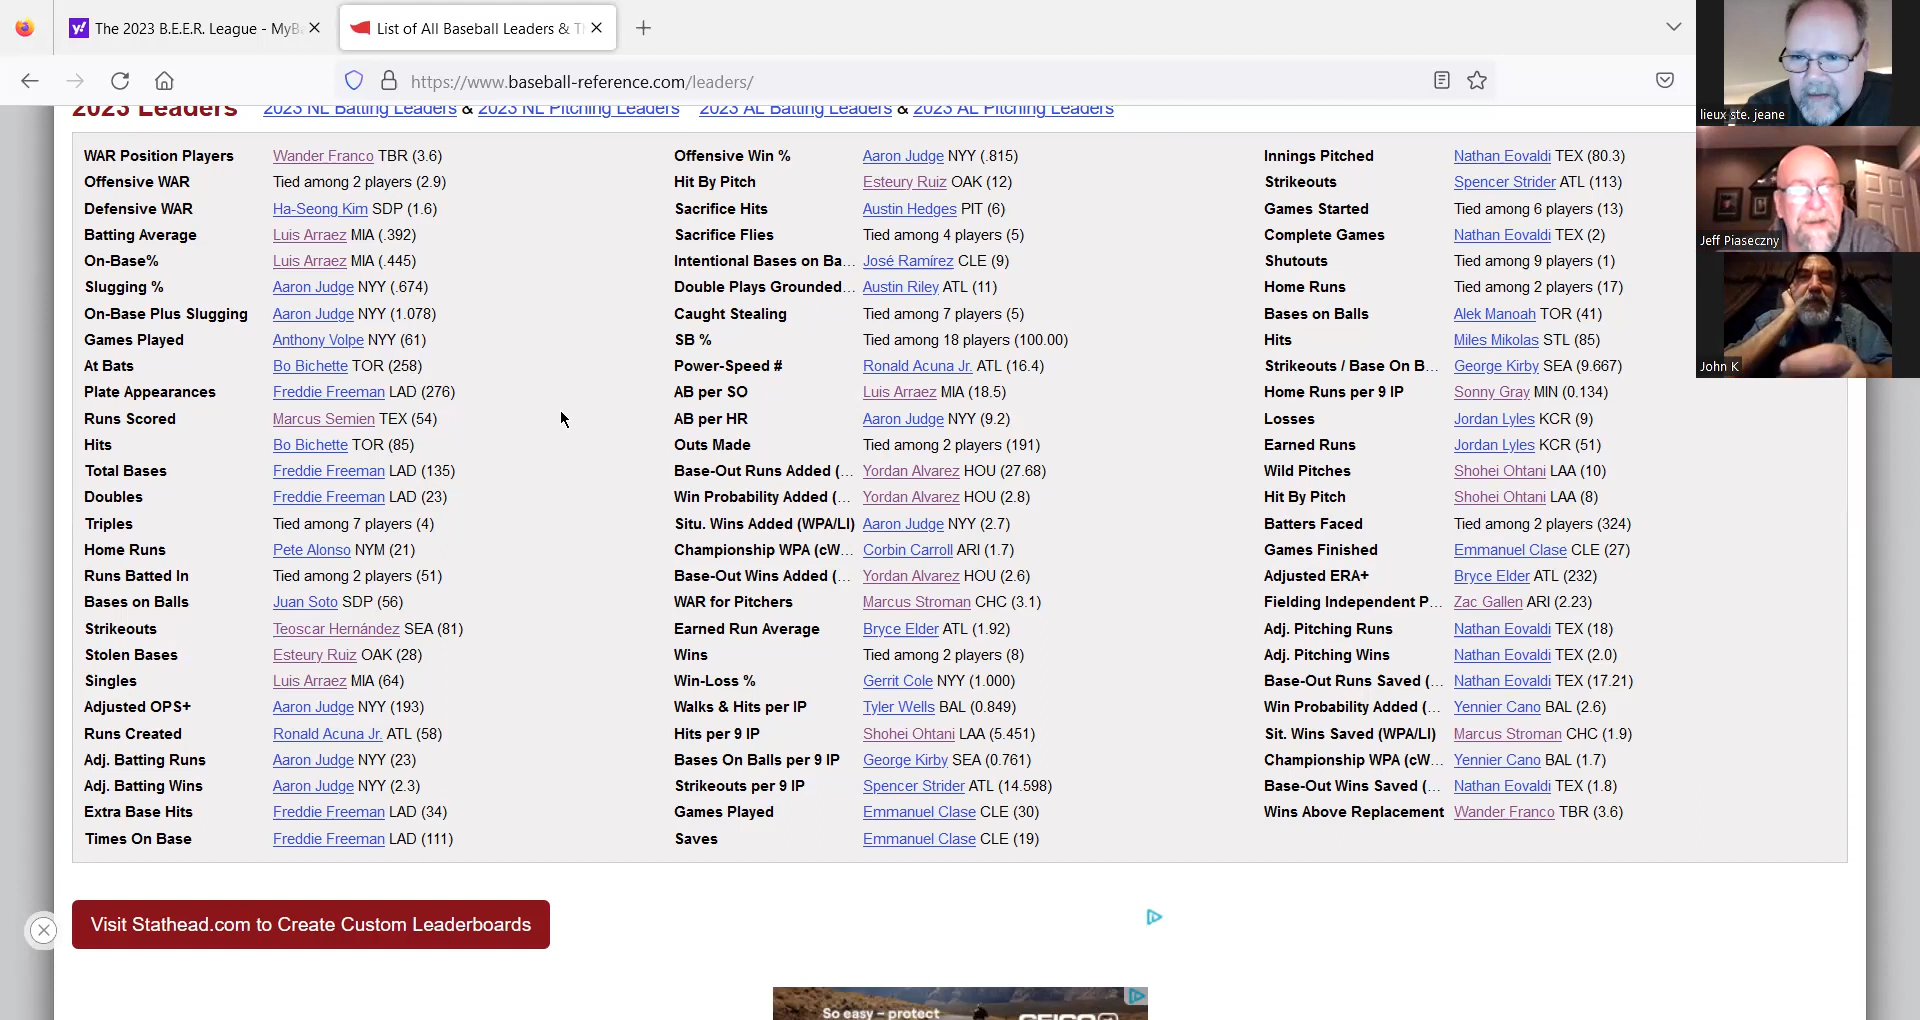 The 2023 B.E.E.R. League - MyBa
List of All Baseball Leaders & Th
https://www.baseball-reference.com/leaders/
2023 Leaders 2023 NL Batting Leaders & 2023 NL Pitching Leaders 2023 AL Batting Leaders & 2023 AL Pitching Leaders
WAR Position Players Wander Franco TBR (3.6)
Offensive WAR Tied among 2 players (2.9)
Defensive WAR Ha-Seong Kim SDP (1.6)
Batting Average Luis Arraez MIA (.392)
On-Base% Luis Arraez MIA (.445)
Slugging % Aaron Judge NYY (.674)
On-Base Plus Slugging Aaron Judge NYY (1.078)
Games Played Anthony Volpe NYY (61)
At Bats Bo Bichette TOR (258)
Plate Appearances Freddie Freeman LAD (276)
Runs Scored Marcus Semien TEX (54)
Hits Bo Bichette TOR (85)
Total Bases Freddie Freeman LAD (135)
Doubles Freddie Freeman LAD (23)
Triples Tied among 7 players (4)
Home Runs Pete Alonso NYM (21)
Runs Batted In Tied among 2 players (51)
Bases on Balls Juan Soto SDP (56)
Strikeouts Teoscar Hernández SEA (81)
Stolen Bases Esteury Ruiz OAK (28)
Singles Luis Arraez MIA (64)
Adjusted OPS+ Aaron Judge NYY (193)
Runs Created Ronald Acuna Jr. ATL (58)
Adj. Batting Runs Aaron Judge NYY (23)
Adj. Batting Wins Aaron Judge NYY (2.3)
Extra Base Hits Freddie Freeman LAD (34)
Times On Base Freddie Freeman LAD (111)
Offensive Win % Aaron Judge NYY (.815)
Hit By Pitch Esteury Ruiz OAK (12)
Sacrifice Hits Austin Hedges PIT (6)
Sacrifice Flies Tied among 4 players (5)
Intentional Bases on Ba... José Ramírez CLE (9)
Double Plays Grounded... Austin Riley ATL (11)
Caught Stealing Tied among 7 players (5)
SB % Tied among 18 players (100.00)
Power-Speed # Ronald Acuna Jr. ATL (16.4)
AB per SO Luis Arraez MIA (18.5)
AB per HR Aaron Judge NYY (9.2)
Outs Made Tied among 2 players (191)
Base-Out Runs Added (... Yordan Alvarez HOU (27.68)
Win Probability Added (... Yordan Alvarez HOU (2.8)
Situ. Wins Added (WPA/LI) Aaron Judge NYY (2.7)
Championship WPA (cW... Corbin Carroll ARI (1.7)
Base-Out Wins Added (... Yordan Alvarez HOU (2.6)
WAR for Pitchers Marcus Stroman CHC (3.1)
Earned Run Average Bryce Elder ATL (1.92)
Wins Tied among 2 players (8)
Win-Loss % Gerrit Cole NYY (1.000)
Walks & Hits per IP Tyler Wells BAL (0.849)
Hits per 9 IP Shohei Ohtani LAA (5.451)
Bases On Balls per 9 IP George Kirby SEA (0.761)
Strikeouts per 9 IP Spencer Strider ATL (14.598)
Games Played Emmanuel Clase CLE (30)
Saves Emmanuel Clase CLE (19)
Innings Pitched Nathan Eovaldi TEX (80.3)
Strikeouts Spencer Strider ATL (113)
Games Started Tied among 6 players (13)
Complete Games Nathan Eovaldi TEX (2)
Shutouts Tied among 9 players (1)
Home Runs Tied among 2 players (17)
Bases on Balls Alek Manoah TOR (41)
Hits Miles Mikolas STL (85)
Strikeouts / Base On B... George Kirby SEA (9.667)
Home Runs per 9 IP Sonny Gray MIN (0.134)
Losses Jordan Lyles KCR (9)
Earned Runs Jordan Lyles KCR (51)
Wild Pitches Shohei Ohtani LAA (10)
Hit By Pitch Shohei Ohtani LAA (8)
Batters Faced Tied among 2 players (324)
Games Finished Emmanuel Clase CLE (27)
Adjusted ERA+ Bryce Elder ATL (232)
Fielding Independent P... Zac Gallen ARI (2.23)
Adj. Pitching Runs Nathan Eovaldi TEX (18)
Adj. Pitching Wins Nathan Eovaldi TEX (2.0)
Base-Out Runs Saved (... Nathan Eovaldi TEX (17.21)
Win Probability Added (... Yennier Cano BAL (2.6)
Sit. Wins Saved (WPA/LI) Marcus Stroman CHC (1.9)
Championship WPA (cW... Yennier Cano BAL (1.7)
Base-Out Wins Saved (... Nathan Eovaldi TEX (1.8)
Wins Above Replacement Wander Franco TBR (3.6)
lieux ste. jeane
Jeff Piaseczny
John K
Visit Stathead.com to Create Custom Leaderboards
So easy – protect
GEICO